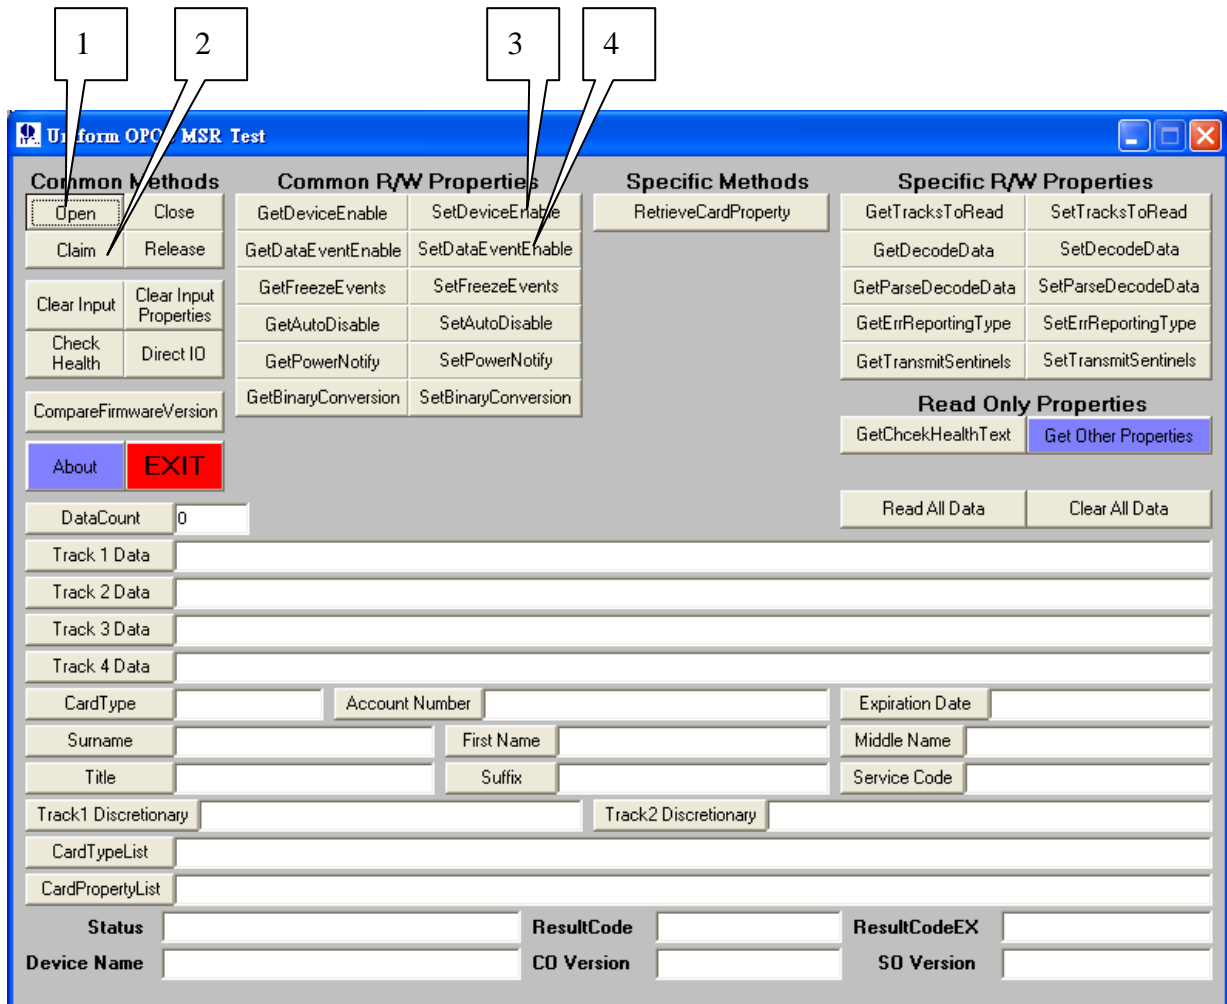 1 2 3 4
Uniform OPOS MSR Test
Common Methods Common R/W Properties Specific Methods Specific R/W Properties
Open Close GetDeviceEnable SetDeviceEnable RetrieveCardProperty GetTracksToRead SetTracksToRead
Claim Release GetDataEventEnable SetDataEventEnable GetDecodeData SetDecodeData
Clear Input Clear Input Properties GetFreezeEvents SetFreezeEvents GetParseDecodeData SetParseDecodeData
GetAutoDisable SetAutoDisable GetErrReportingType SetErrReportingType
Check Health Direct IO GetPowerNotify SetPowerNotify GetTransmitSentinels SetTransmitSentinels
CompareFirmwareVersion GetBinaryConversion SetBinaryConversion Read Only Properties
GetChcekHealthText Get Other Properties
About EXIT
DataCount 0 Read All Data Clear All Data
Track 1 Data
Track 2 Data
Track 3 Data
Track 4 Data
CardType Account Number Expiration Date
Surname First Name Middle Name
Title Suffix Service Code
Track1 Discretionary Track2 Discretionary
CardTypeList
CardPropertyList
Status ResultCode ResultCodeEX
Device Name CO Version SO Version